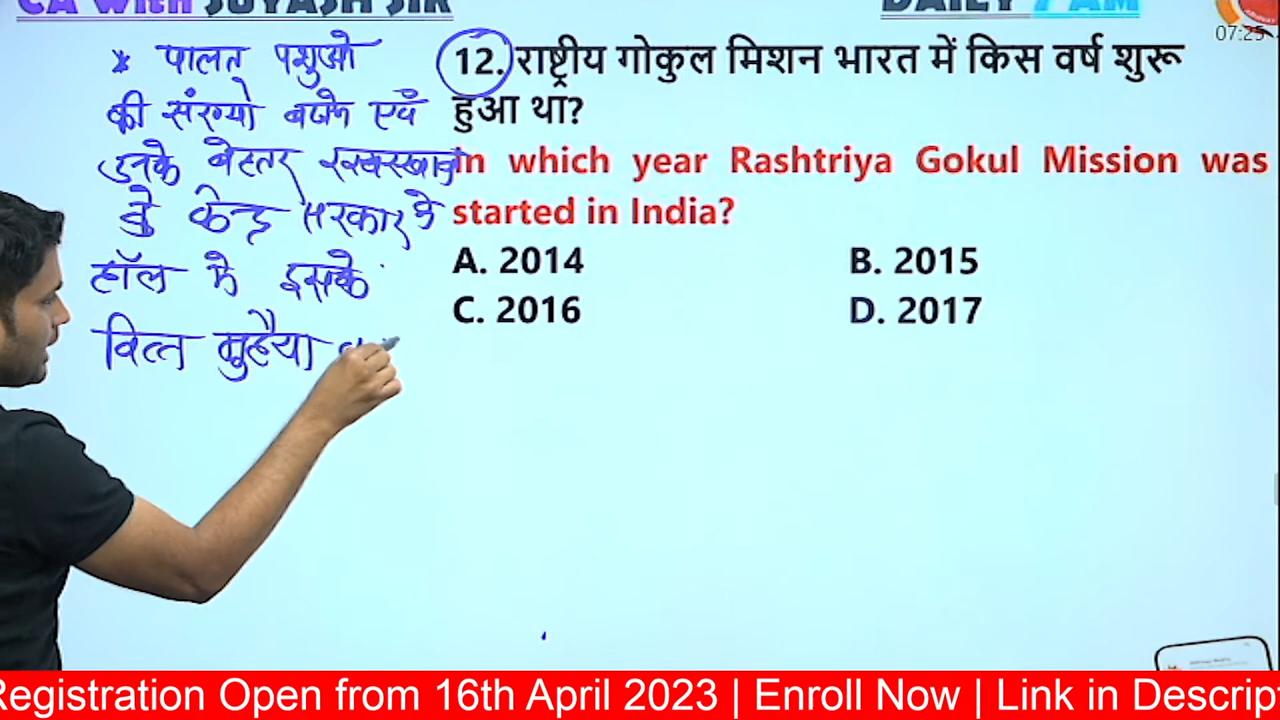 CA WITH SUYASH SIR
DAILY 7 AM
07:25
* पालतू पशुओ
की संख्या बढाने एवं
उनके बेहतर रखरखाव
केन्द्र सरकार ने
हॉल मे इसके
वित्त मुहैया
12. राष्ट्रीय गोकुल मिशन भारत में किस वर्ष शुरू
हुआ था?
In which year Rashtriya Gokul Mission was
started in India?
A. 2014 B. 2015
C. 2016 D. 2017
Registration Open from 16th April 2023 | Enroll Now | Link in Descript